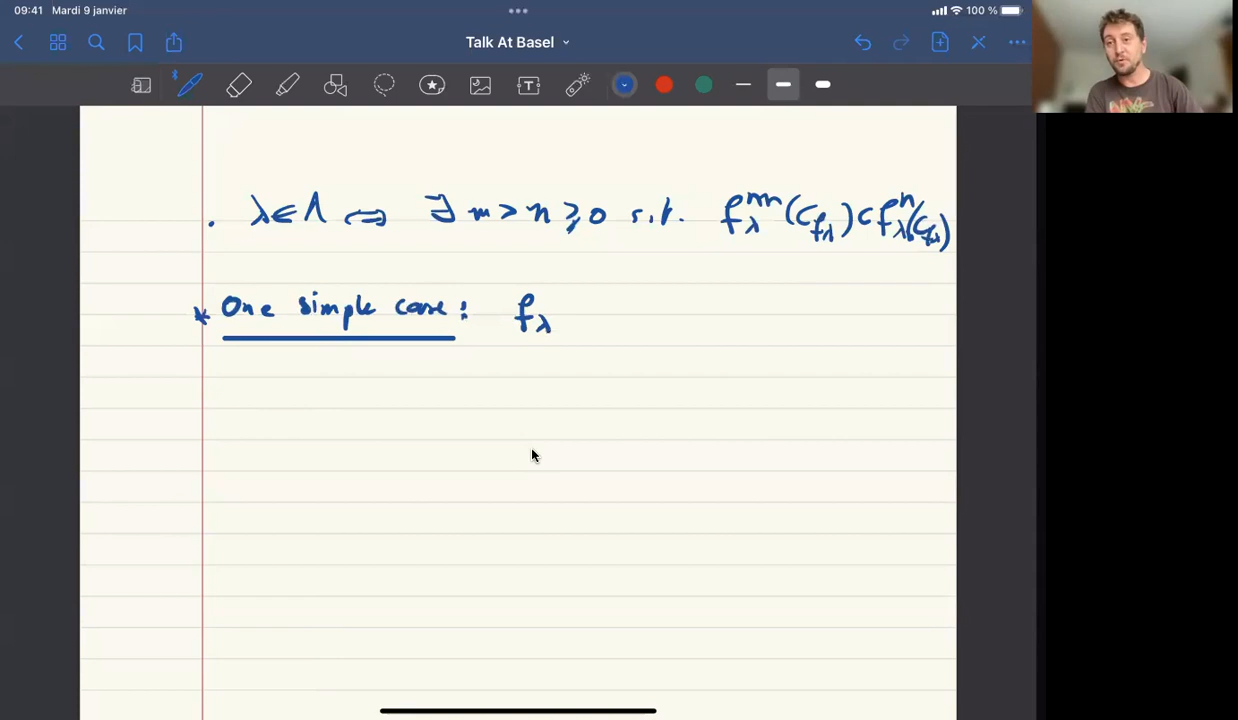 09:41 Mardi 9 janvier 100 %
Talk At Basel
. λ ∈ Λ ⟺ ∃ m > n ⩾ 0 s.t. f_λ^m (C_{f_λ}) ⊂ f_λ^n (C_{f_λ})
* One simple case : f_λ